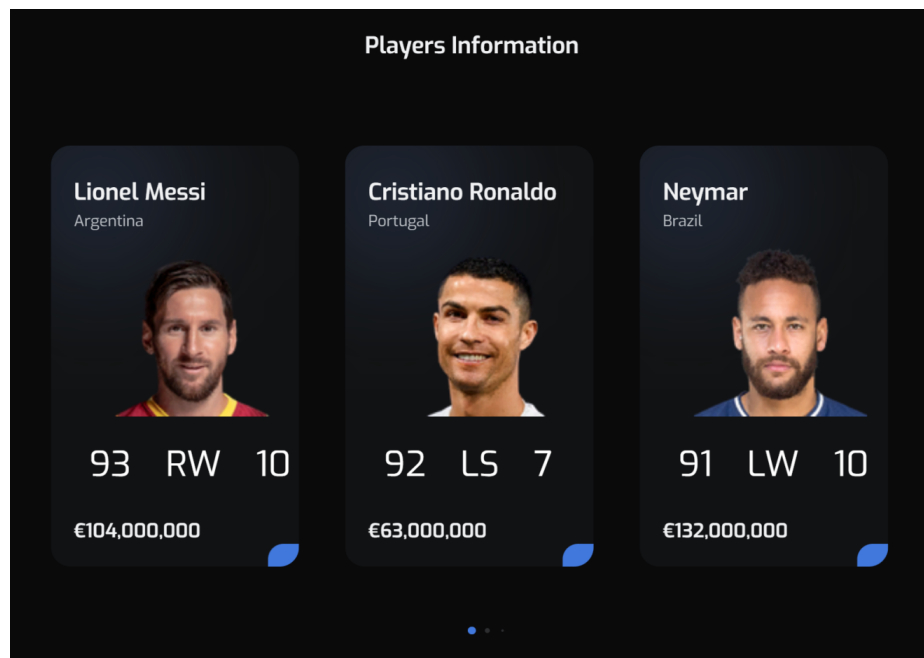 Players Information
Lionel Messi
Argentina
93 RW 10
€104,000,000
Cristiano Ronaldo
Portugal
92 LS 7
€63,000,000
Neymar
Brazil
91 LW 10
€132,000,000